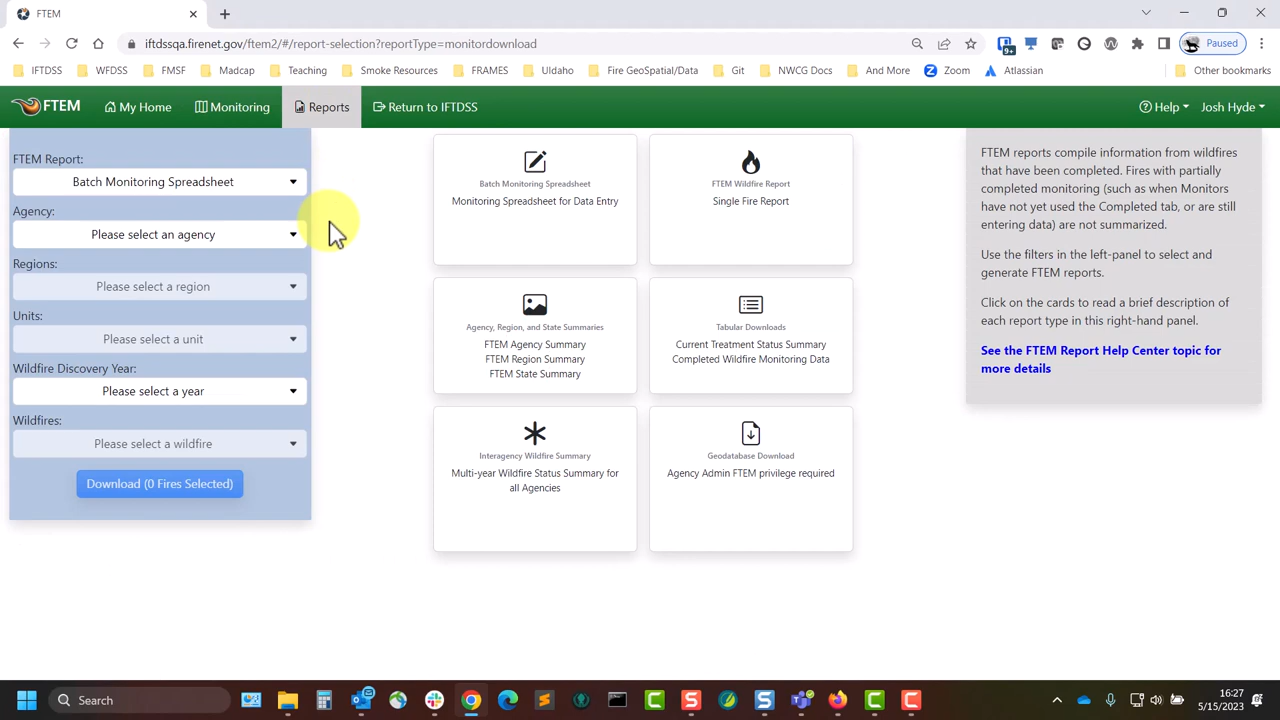 FTEM
iftdssqa.firenet.gov/ftem2/#/report-selection?reportType=monitordownload
9+
Paused
IFTDSS
WFDSS
FMSF
Madcap
Teaching
Smoke Resources
FRAMES
UIdaho
Fire GeoSpatial/Data
Git
NWCG Docs
And More
Zoom
Atlassian
Other bookmarks
FTEM
My Home
Monitoring
Reports
Return to IFTDSS
Help
Josh Hyde
FTEM Report:
Batch Monitoring Spreadsheet
Agency:
Please select an agency
Regions:
Please select a region
Units:
Please select a unit
Wildfire Discovery Year:
Please select a year
Wildfires:
Please select a wildfire
Download (0 Fires Selected)
Batch Monitoring Spreadsheet
Monitoring Spreadsheet for Data Entry
FTEM Wildfire Report
Single Fire Report
Agency, Region, and State Summaries
FTEM Agency Summary
FTEM Region Summary
FTEM State Summary
Tabular Downloads
Current Treatment Status Summary
Completed Wildfire Monitoring Data
Interagency Wildfire Summary
Multi-year Wildfire Status Summary for
all Agencies
Geodatabase Download
Agency Admin FTEM privilege required
FTEM reports compile information from wildfires
that have been completed. Fires with partially
completed monitoring (such as when Monitors
have not yet used the Completed tab, or are still
entering data) are not summarized.
Use the filters in the left-panel to select and
generate FTEM reports.
Click on the cards to read a brief description of
each report type in this right-hand panel.
See the FTEM Report Help Center topic for
more details
Search
16:27
5/15/2023